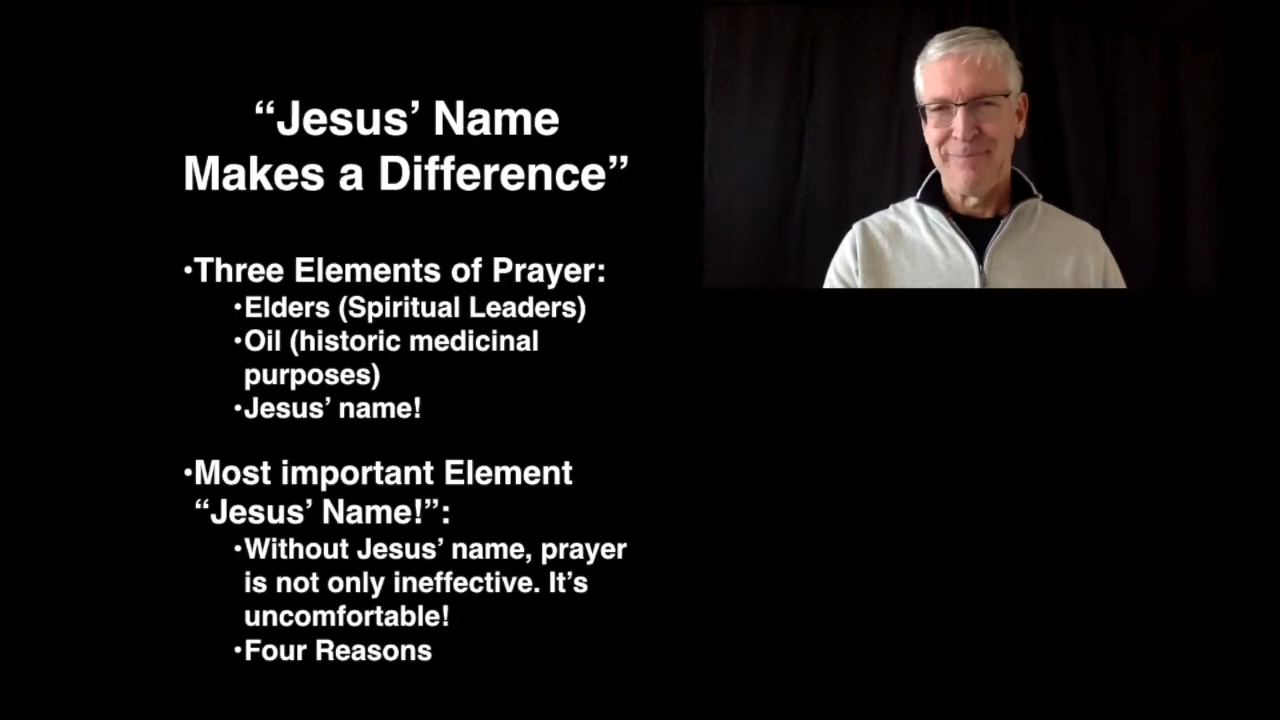 “Jesus’ Name
Makes a Difference”
•Three Elements of Prayer:
•Elders (Spiritual Leaders)
•Oil (historic medicinal
purposes)
•Jesus’ name!
•Most important Element
“Jesus’ Name!”:
•Without Jesus’ name, prayer
is not only ineffective. It’s
uncomfortable!
•Four Reasons